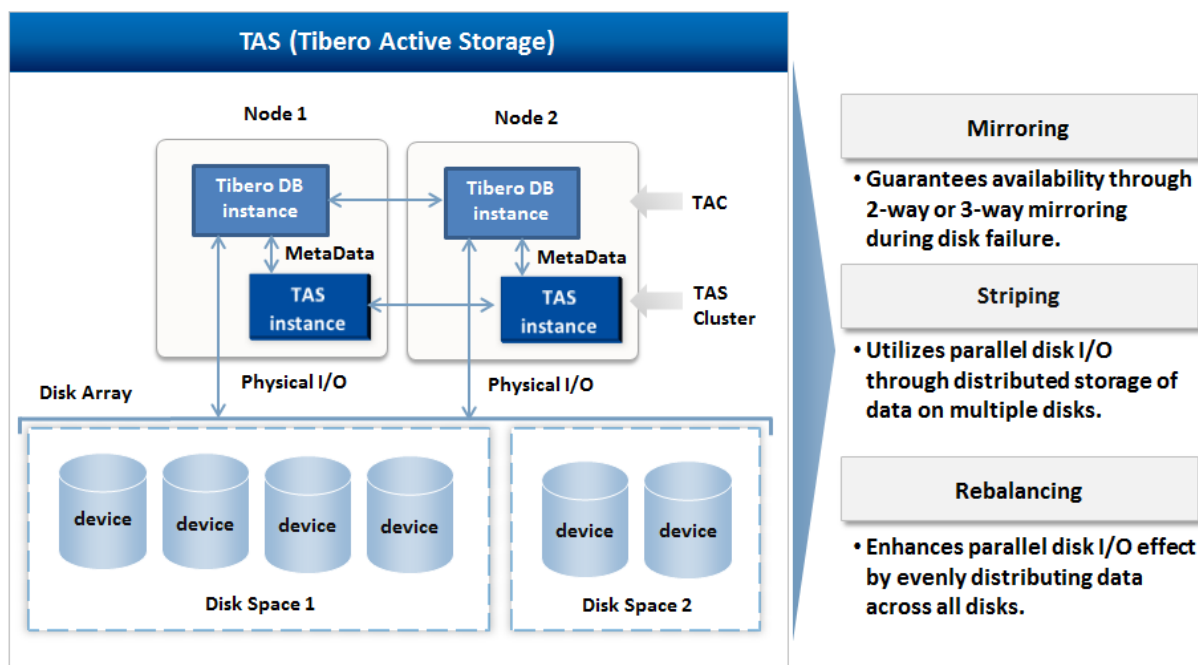 TAS (Tibero Active Storage)
Node 1
Node 2
Tibero DB
instance
Tibero DB
instance
TAC
MetaData
MetaData
TAS
instance
TAS
instance
TAS
Cluster
Physical I/O
Physical I/O
Disk Array
device
device
device
device
device
device
Disk Space 1
Disk Space 2
Mirroring
• Guarantees availability through
2-way or 3-way mirroring
during disk failure.
Striping
• Utilizes parallel disk I/O
through distributed storage of
data on multiple disks.
Rebalancing
• Enhances parallel disk I/O effect
by evenly distributing data
across all disks.